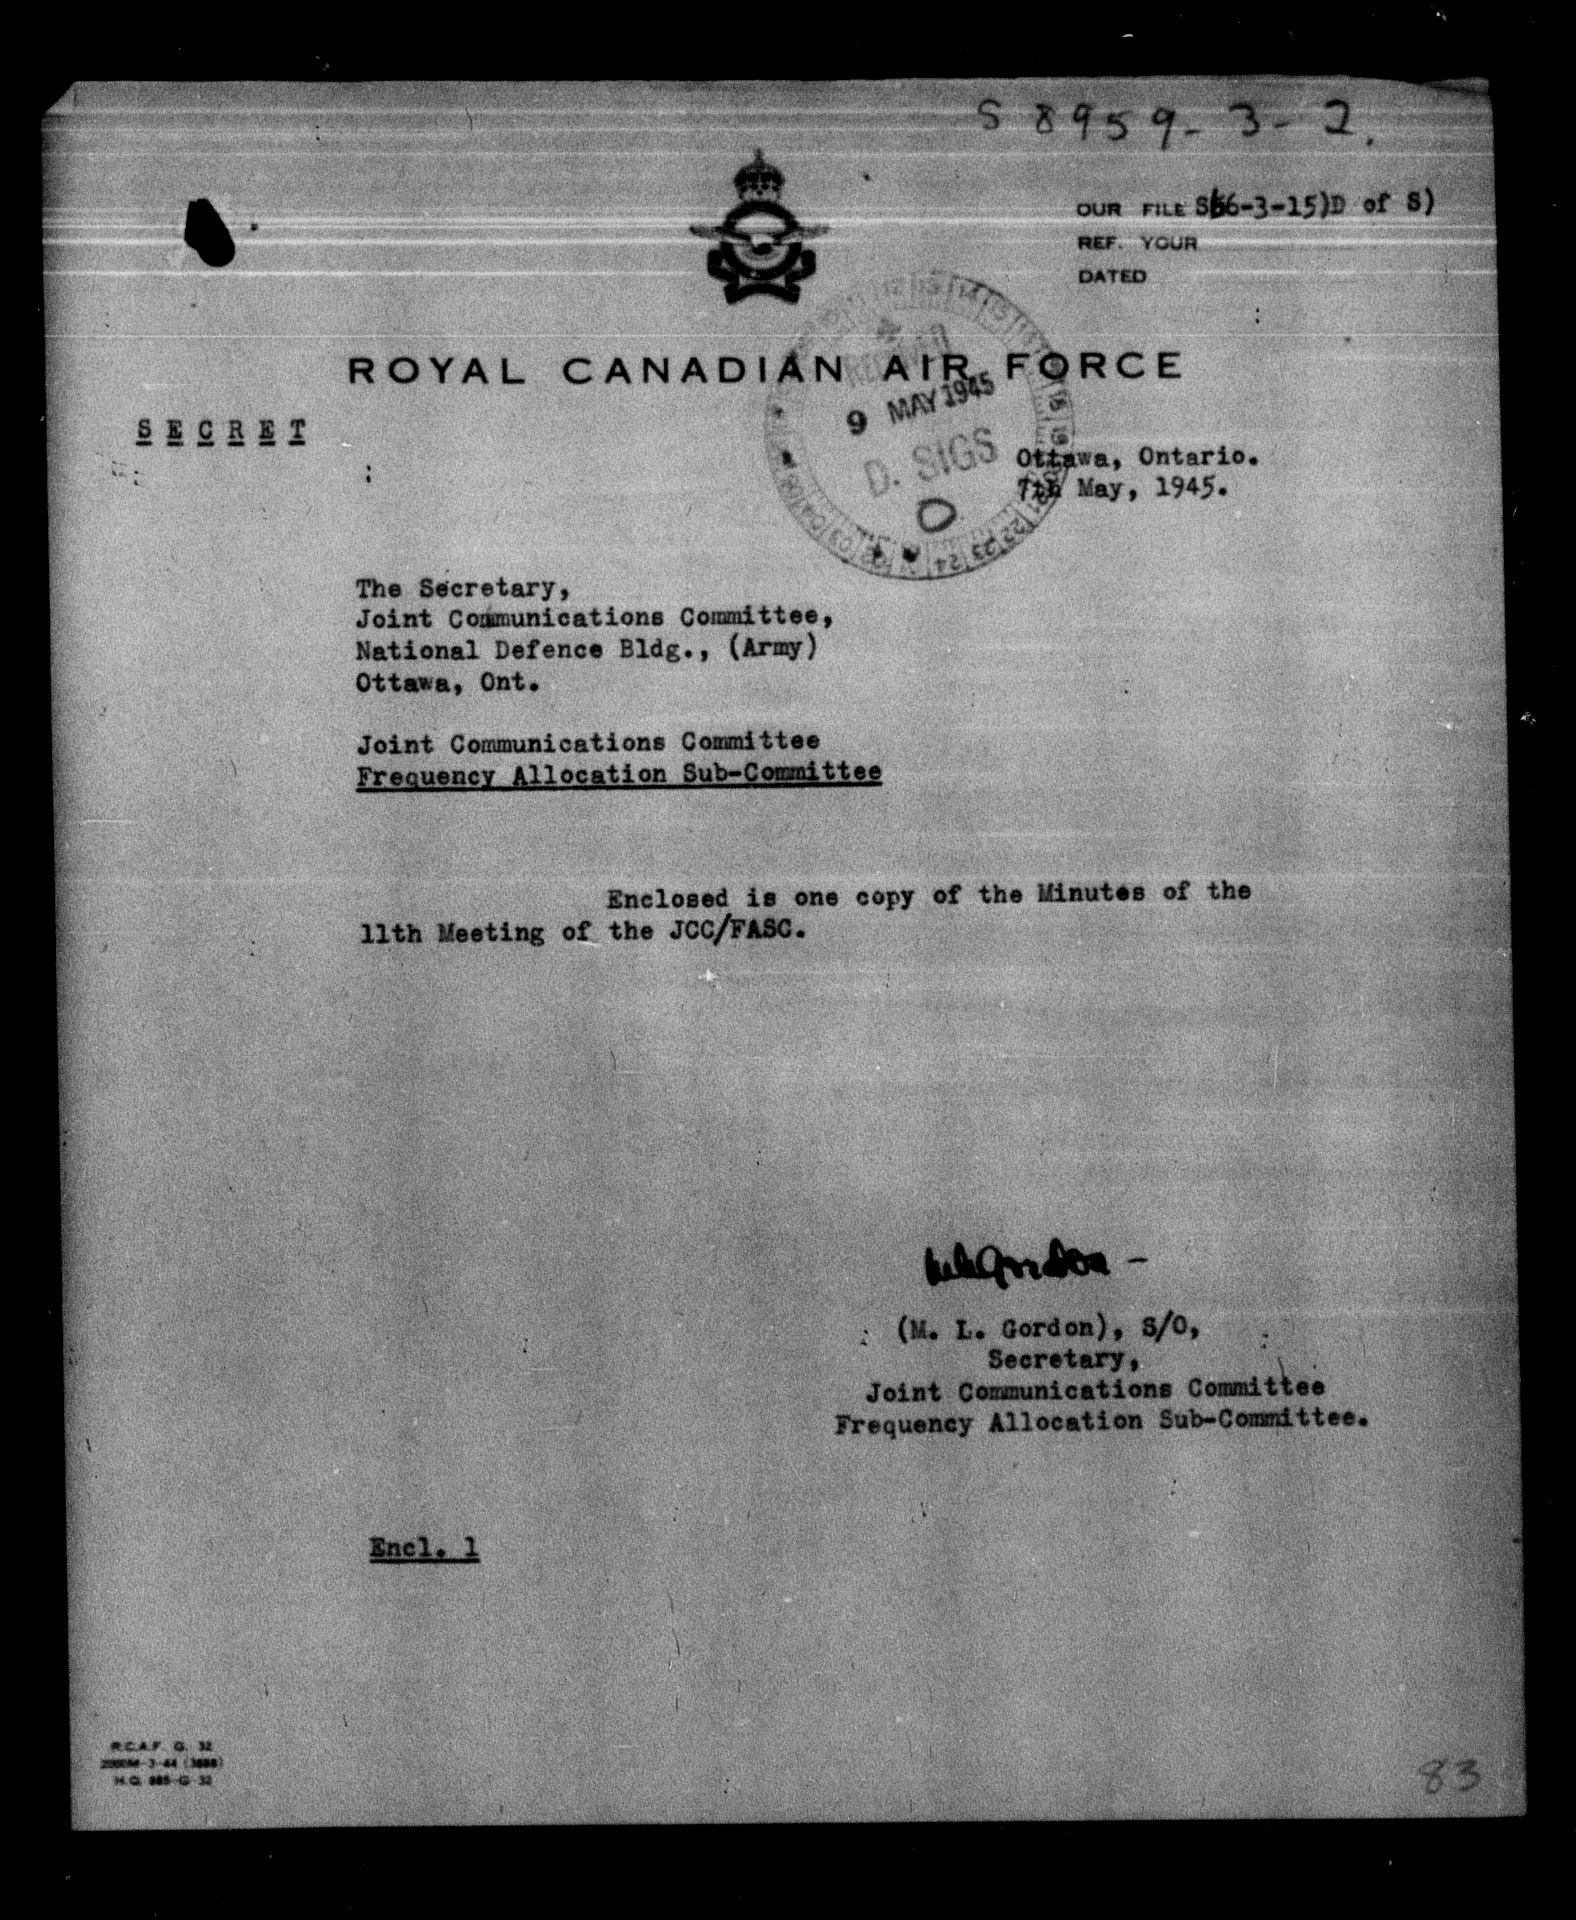 S 8959-3-2.
OUR FILE S66-3-15)D of S)
REF. YOUR
DATED
ROYAL CANADIAN AIR FORCE
RECEIVED
9 MAY 1945
D. SIGS
SECRET
Ottawa, Ontario.
7th May, 1945.
The Secretary,
Joint Communications Committee,
National Defence Bldg., (Army)
Ottawa, Ont.
Joint Communications Committee
Frequency Allocation Sub-Committee
Enclosed is one copy of the Minutes of the
11th Meeting of the JCC/FASC.
(M. L. Gordon), S/O,
Secretary,
Joint Communications Committee
Frequency Allocation Sub-Committee.
Encl. 1
R.C.A.F. G. 32
H.Q. 885-G-32
83